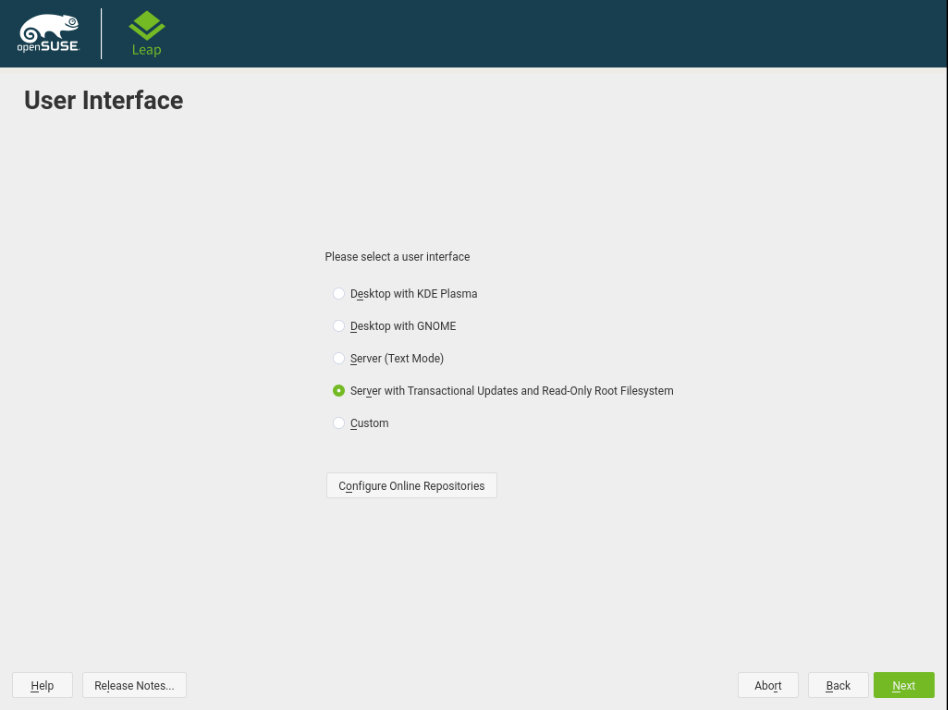 openSUSE
Leap
User Interface
Please select a user interface
Desktop with KDE Plasma
Desktop with GNOME
Server (Text Mode)
Server with Transactional Updates and Read-Only Root Filesystem
Custom
Configure Online Repositories
Help Release Notes... Abort Back Next